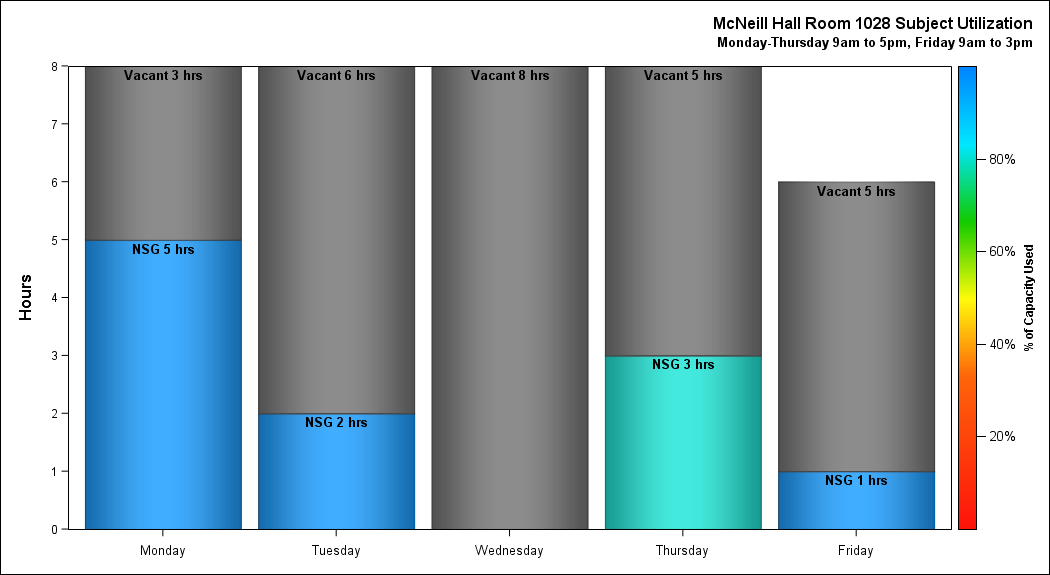 McNeill Hall Room 1028 Subject Utilization
Monday-Thursday 9am to 5pm, Friday 9am to 3pm
8
7
6
5
4
3
2
1
0
Hours
Vacant 3 hrs
NSG 5 hrs
Vacant 6 hrs
NSG 2 hrs
Vacant 8 hrs
Vacant 5 hrs
NSG 3 hrs
Vacant 5 hrs
NSG 1 hrs
Monday
Tuesday
Wednesday
Thursday
Friday
80%
60%
40%
20%
% of Capacity Used